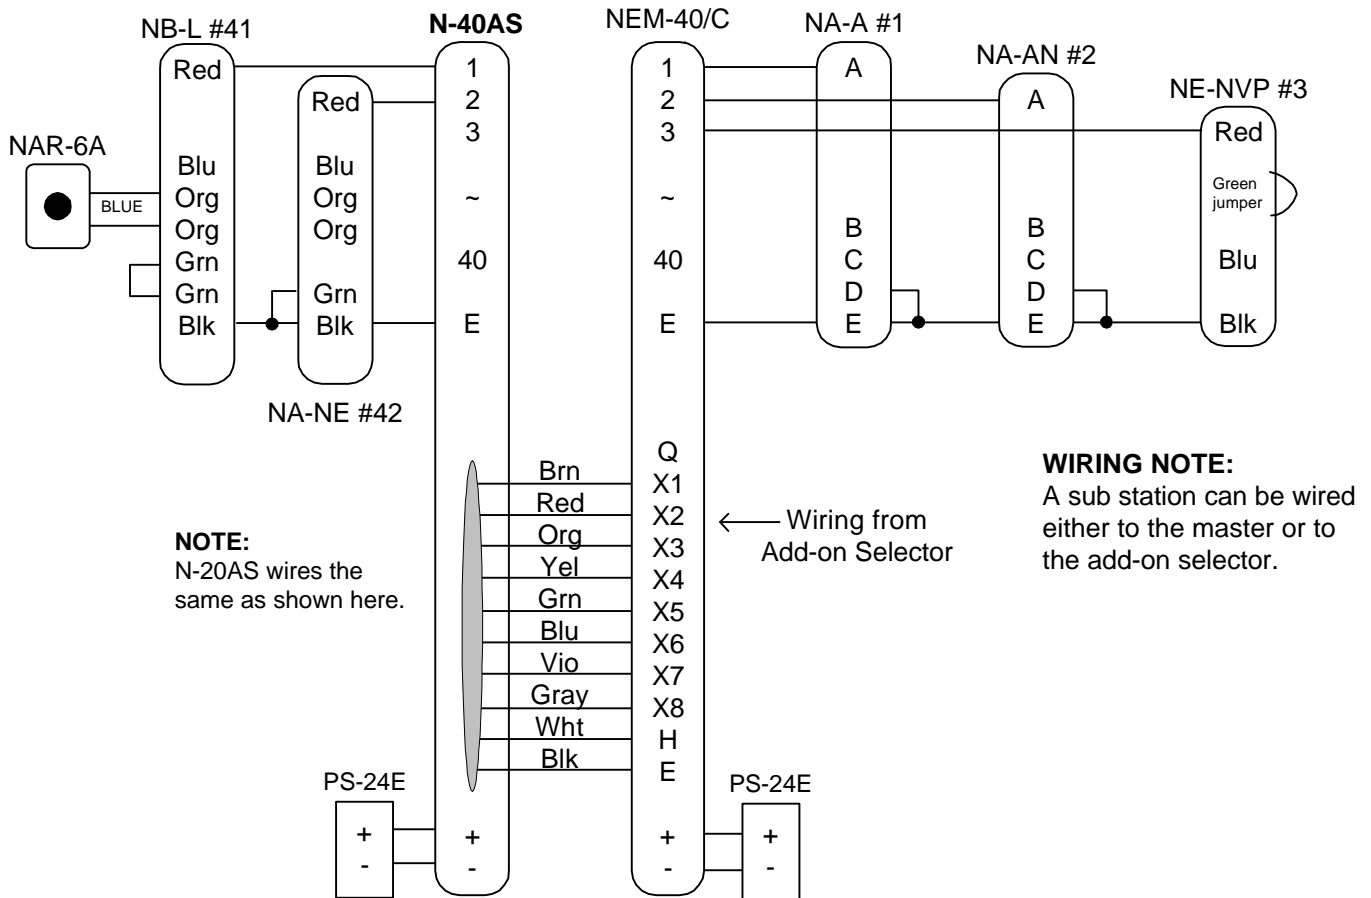 NB-L #41
N-40AS
NEM-40/C
NA-A #1
NA-AN #2
NE-NVP #3
NAR-6A
BLUE
Red
Blu
Org
Org
Grn
Grn
Blk
Red
Blu
Org
Org
Grn
Blk
NA-NE #42
1
2
3
~
40
E
+
-
Brn
Red
Org
Yel
Grn
Blu
Vio
Gray
Wht
Blk
1
2
3
~
40
E
Q
X1
X2
X3
X4
X5
X6
X7
X8
H
E
+
-
A
B
C
D
E
A
B
C
D
E
Red
Green
jumper
Blu
Blk
NOTE:
N-20AS wires the
same as shown here.
Wiring from
Add-on Selector
WIRING NOTE:
A sub station can be wired
either to the master or to
the add-on selector.
PS-24E
+
-
PS-24E
+
-